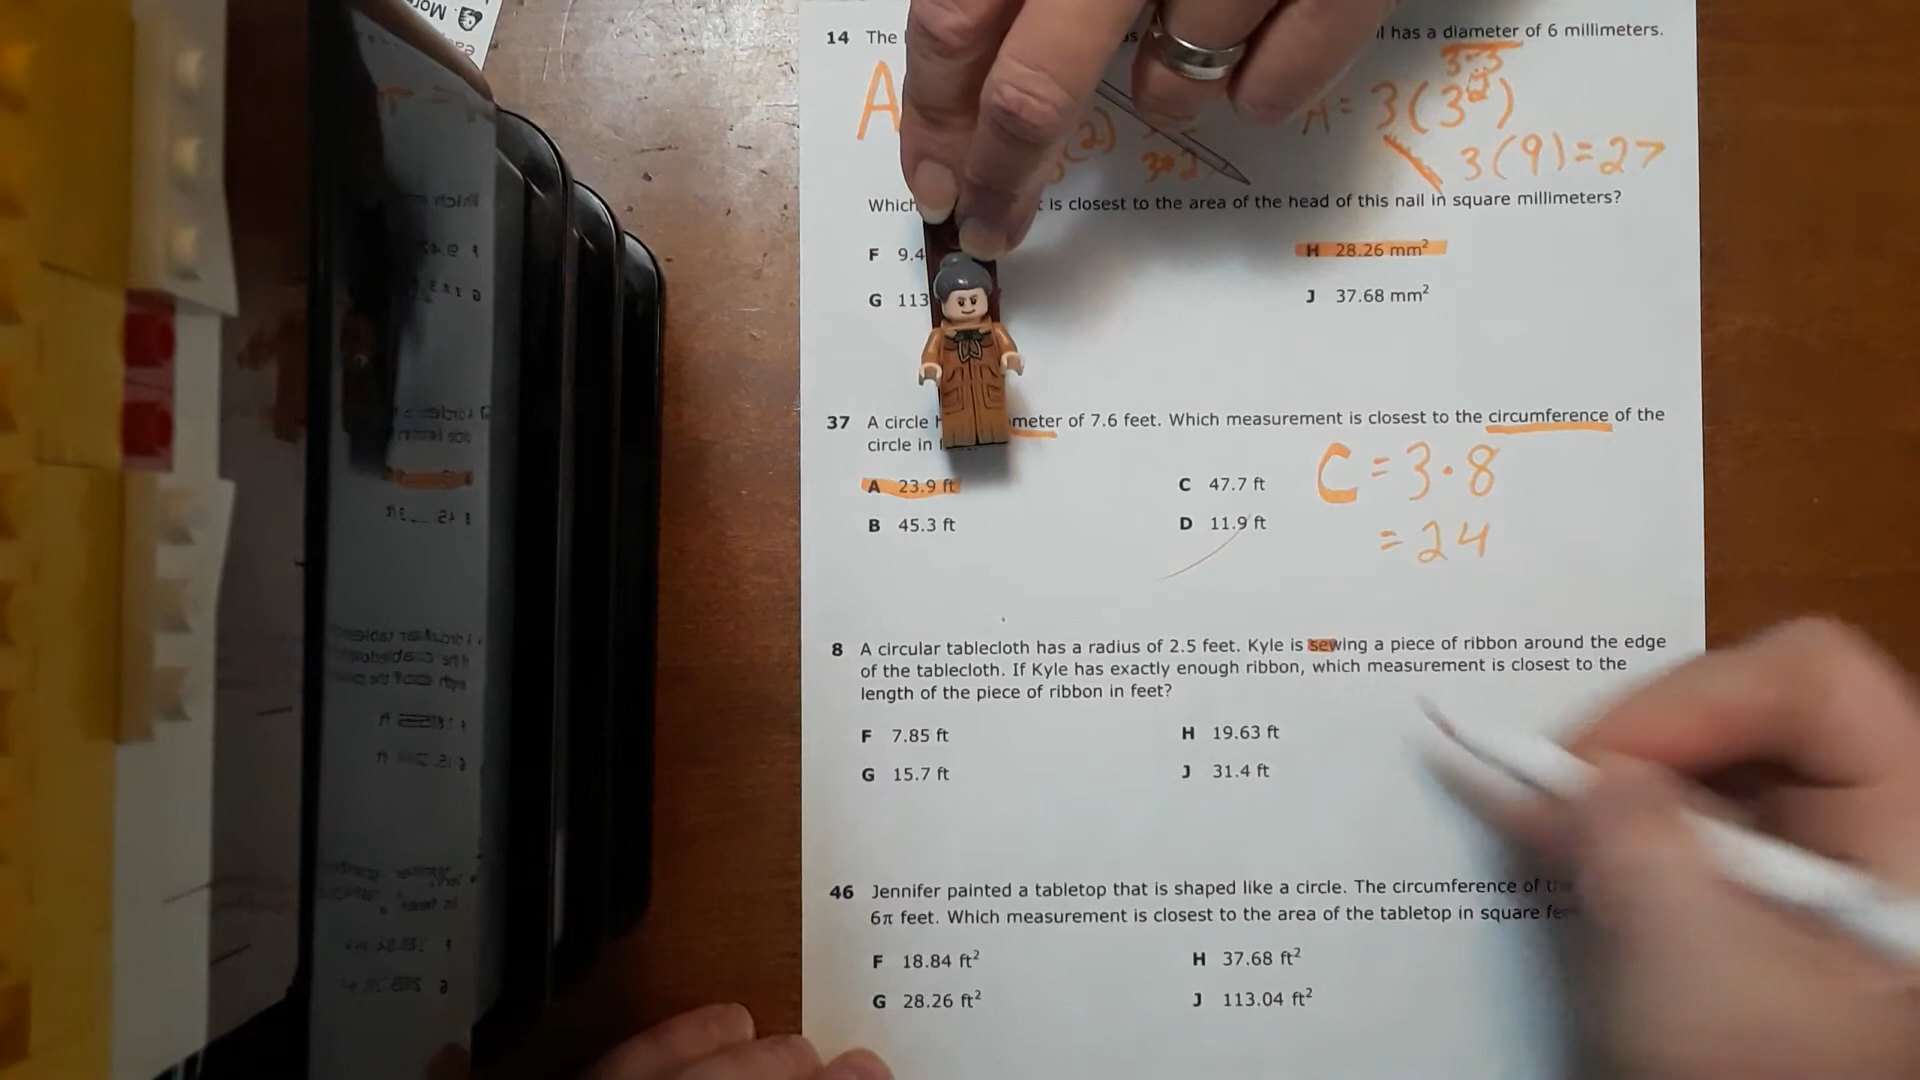 14 The
l has a diameter of 6 millimeters.
3·3
A
A = 3(3²)
3(9)=27
Which
is closest to the area of the head of this nail in square millimeters?
F 9.4
H 28.26 mm²
G 113
J 37.68 mm²
37 A circle
meter of 7.6 feet. Which measurement is closest to the circumference of the
circle in
A 23.9 ft
C 47.7 ft
B 45.3 ft
D 11.9 ft
C = 3·8
= 24
8 A circular tablecloth has a radius of 2.5 feet. Kyle is sewing a piece of ribbon around the edge
of the tablecloth. If Kyle has exactly enough ribbon, which measurement is closest to the
length of the piece of ribbon in feet?
F 7.85 ft
H 19.63 ft
G 15.7 ft
J 31.4 ft
46 Jennifer painted a tabletop that is shaped like a circle. The circumference of
6π feet. Which measurement is closest to the area of the tabletop in square
F 18.84 ft²
H 37.68 ft²
G 28.26 ft²
J 113.04 ft²